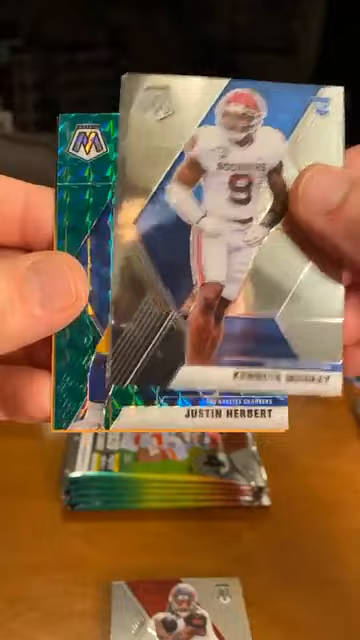 SOONERS
9
KENNETH MURRAY
LOS ANGELES CHARGERS
JUSTIN HERBERT